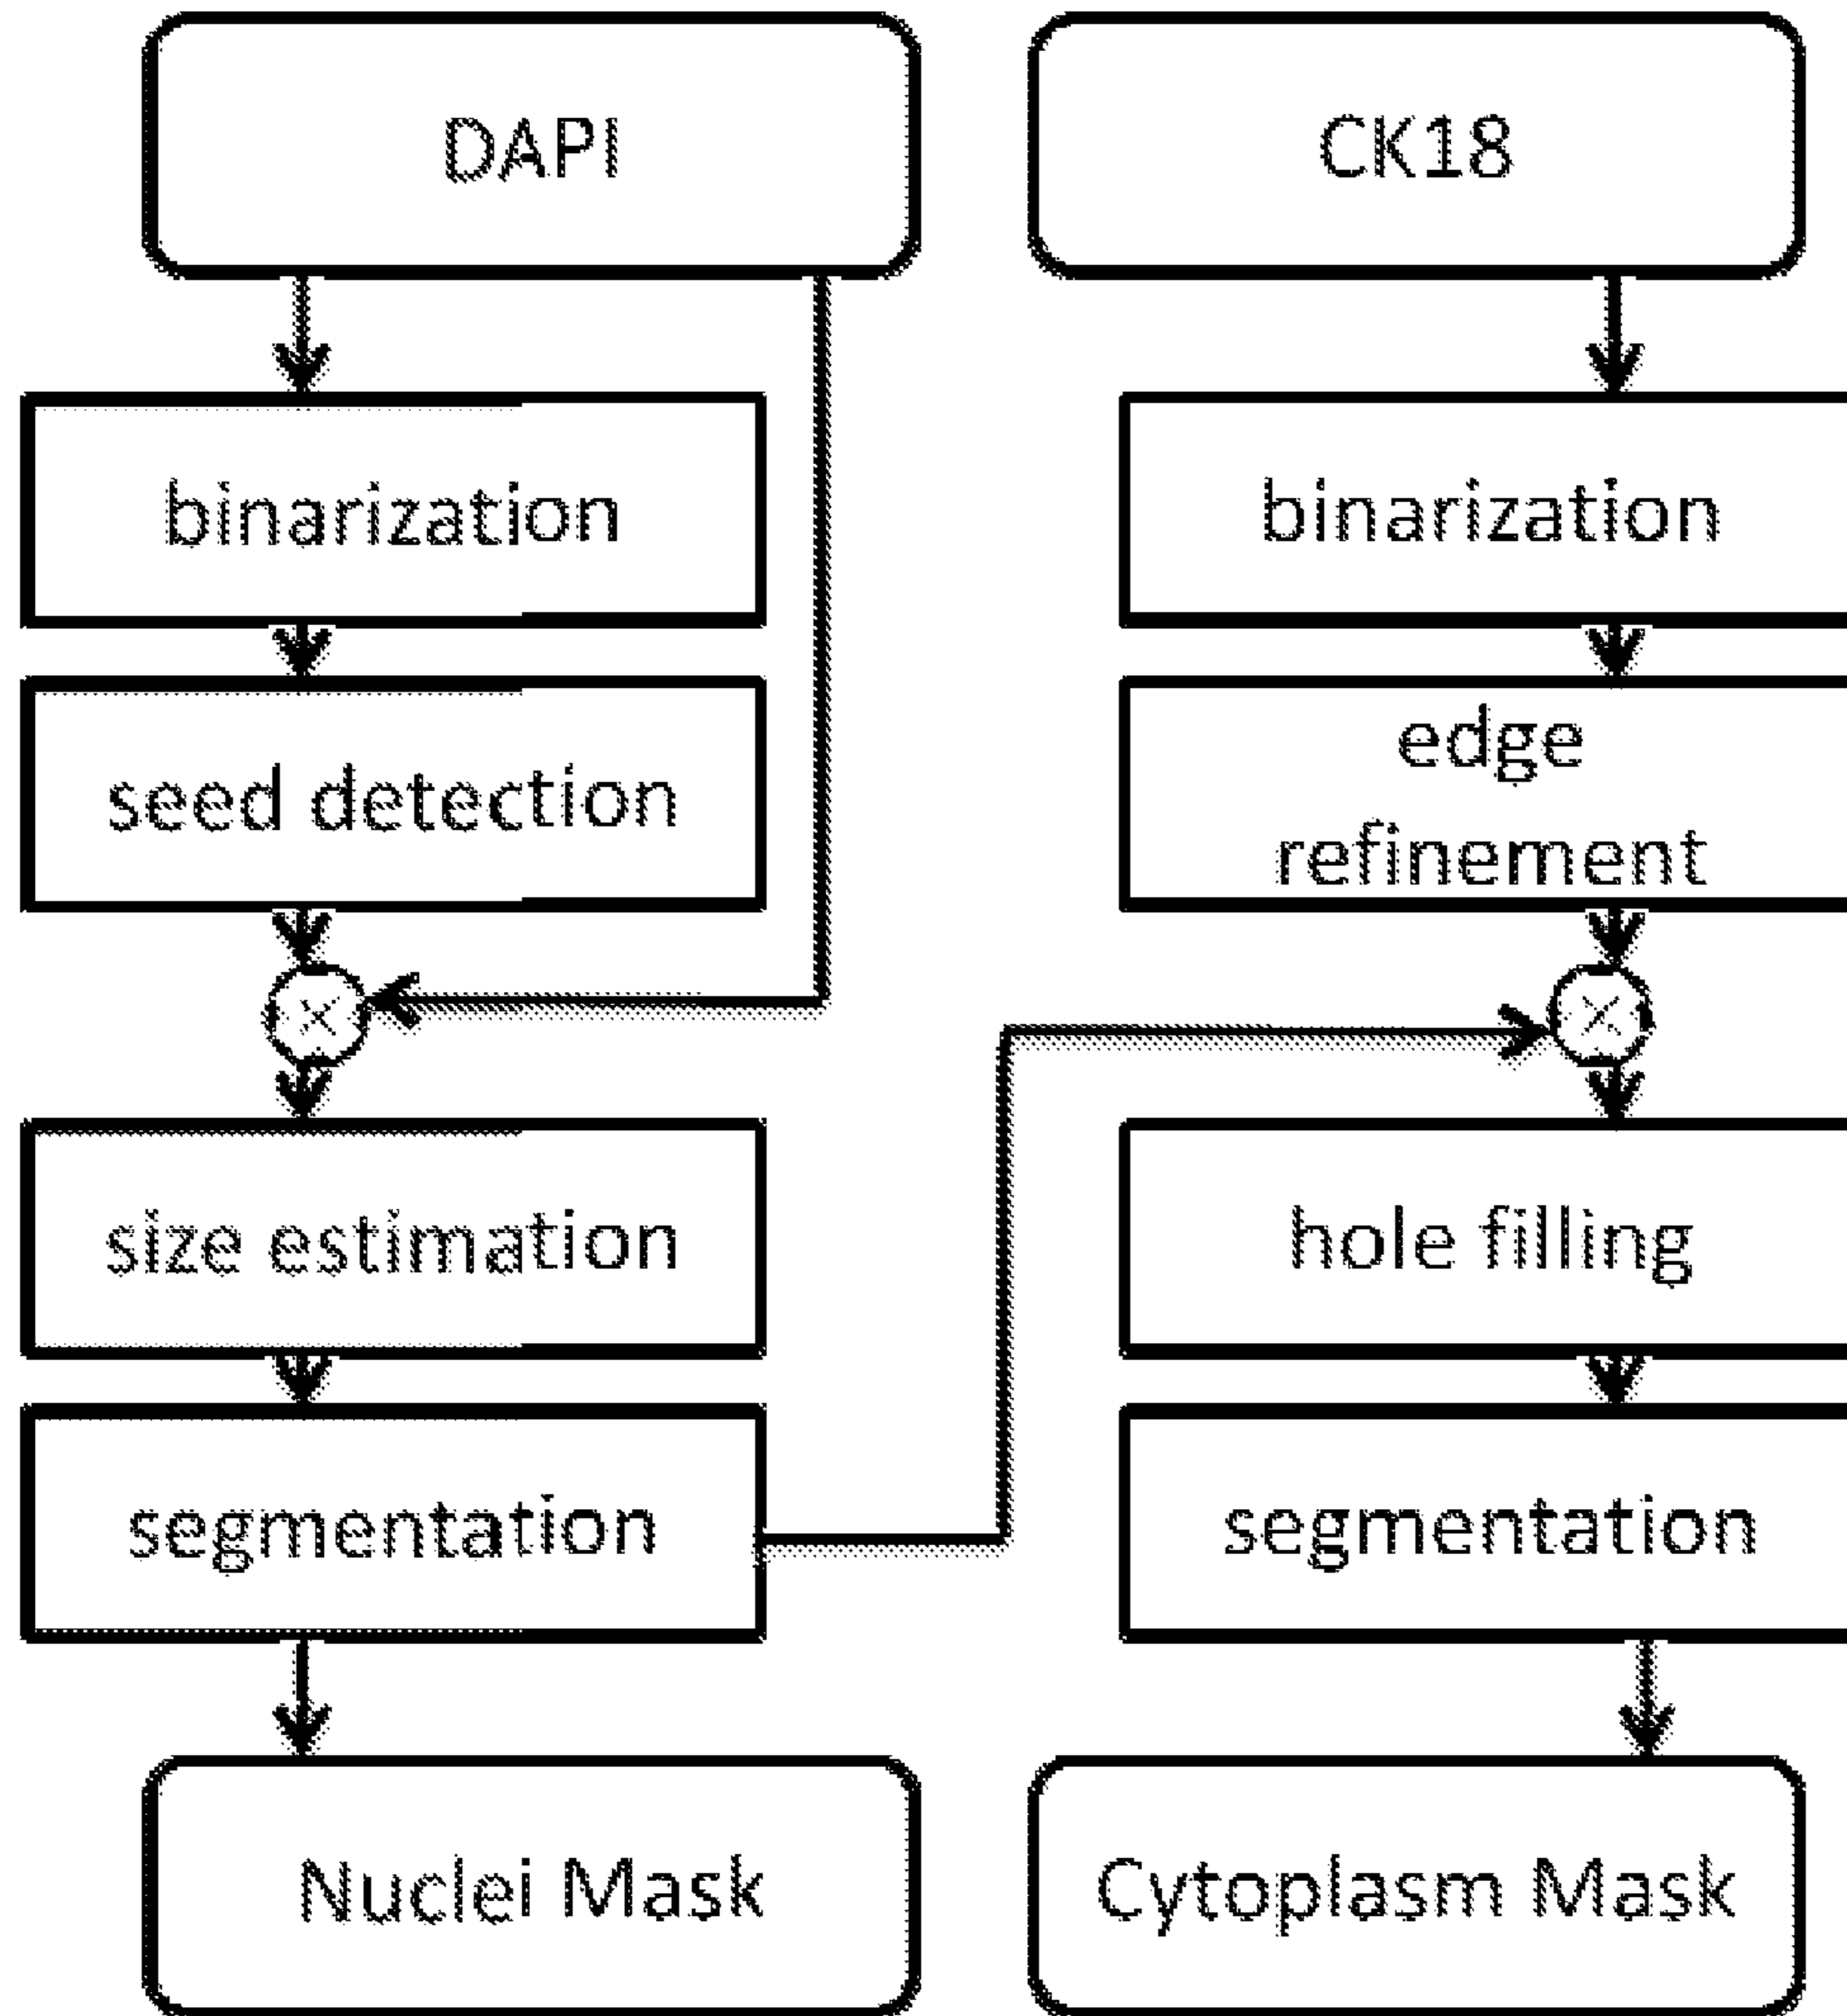 DAPI
CK18
binarization
binarization
seed detection
edge
refinement
size estimation
hole filling
segmentation
segmentation
Nuclei Mask
Cytoplasm Mask